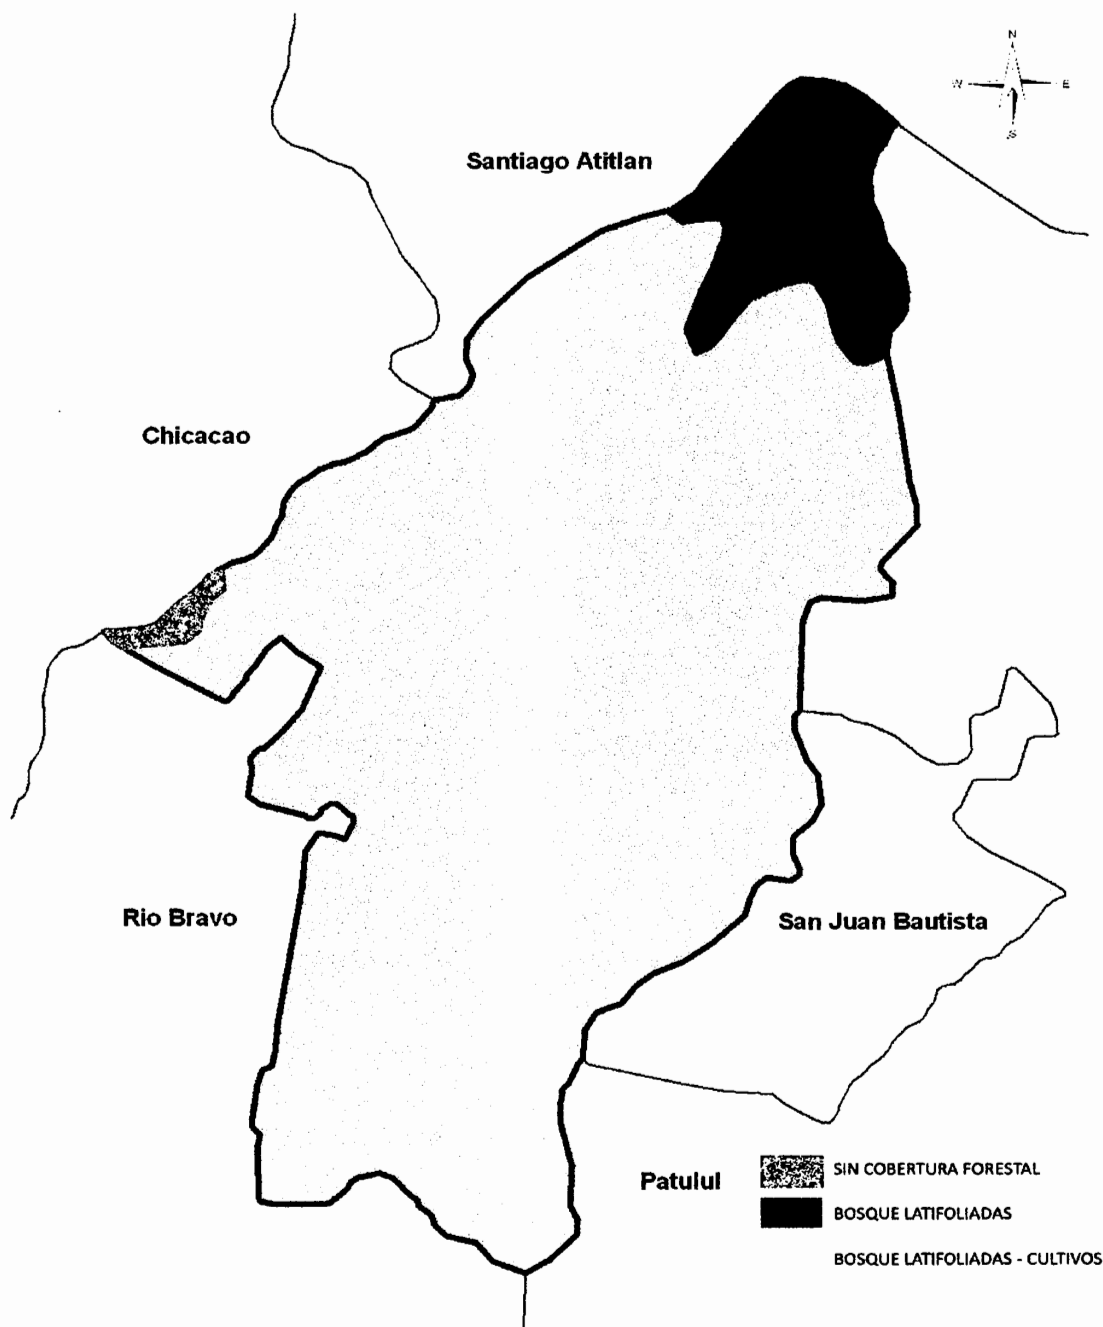 N
W E
S
Santiago Atitlan
Chicacao
Rio Bravo
San Juan Bautista
Patulul
SIN COBERTURA FORESTAL
BOSQUE LATIFOLIADAS
BOSQUE LATIFOLIADAS - CULTIVOS